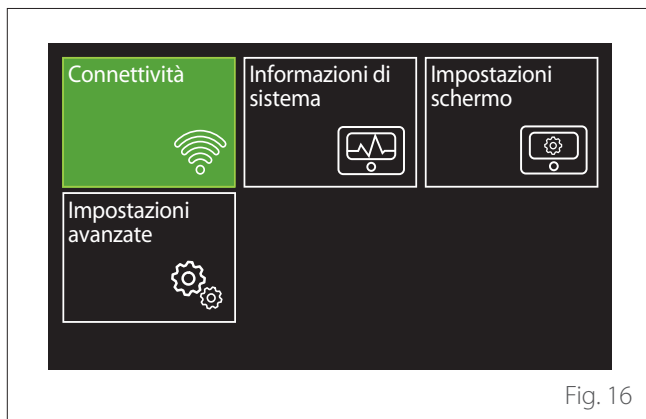 Connettività
Informazioni di
sistema
Impostazioni
schermo
Impostazioni
avanzate
Fig. 16